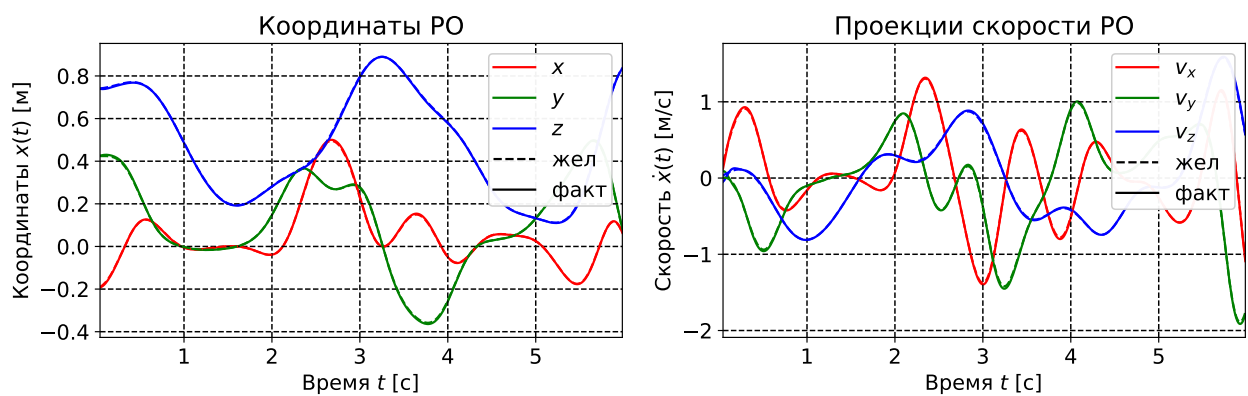 Координаты РО
Координаты x(t) [м]
0.8
0.6
0.4
0.2
0.0
−0.2
−0.4
1 2 3 4 5
Время t [с]
x
y
z
жел
факт
Проекции скорости РО
Скорость ẋ(t) [м/с]
1
0
−1
−2
1 2 3 4 5
Время t [с]
vₓ
v_y
v_z
жел
факт